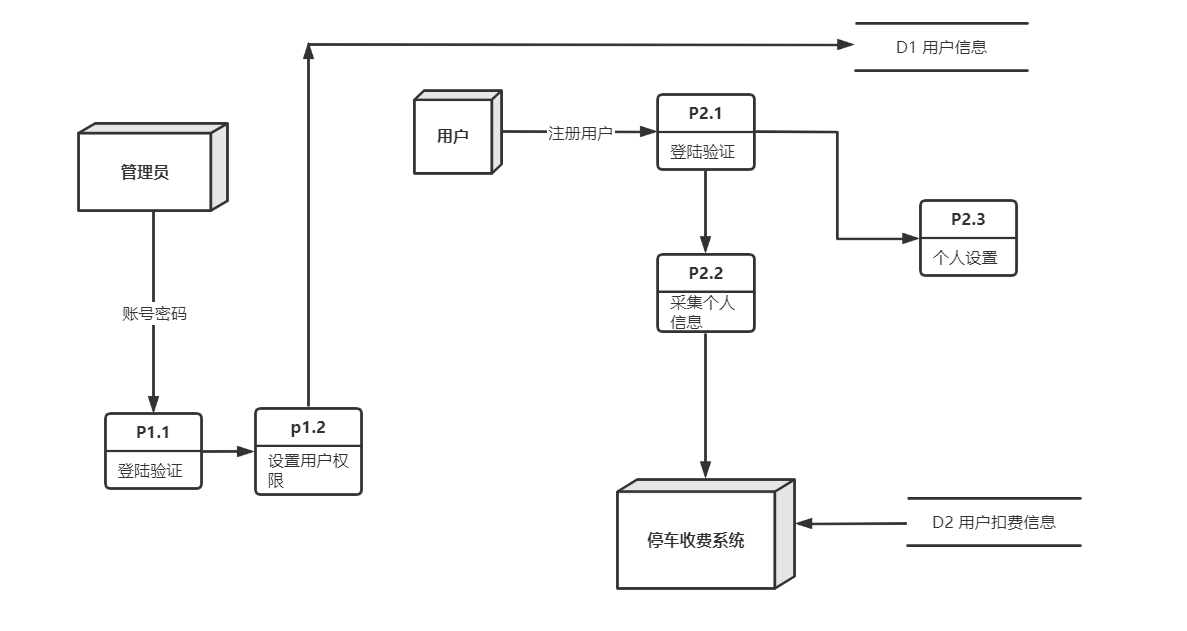 D1 用户信息
P2.1
用户
注册用户
登陆验证
管理员
P2.3
个人设置
P2.2
采集个人
信息
账号密码
P1.1
登陆验证
p1.2
设置用户权
限
停车收费系统
D2 用户扣费信息